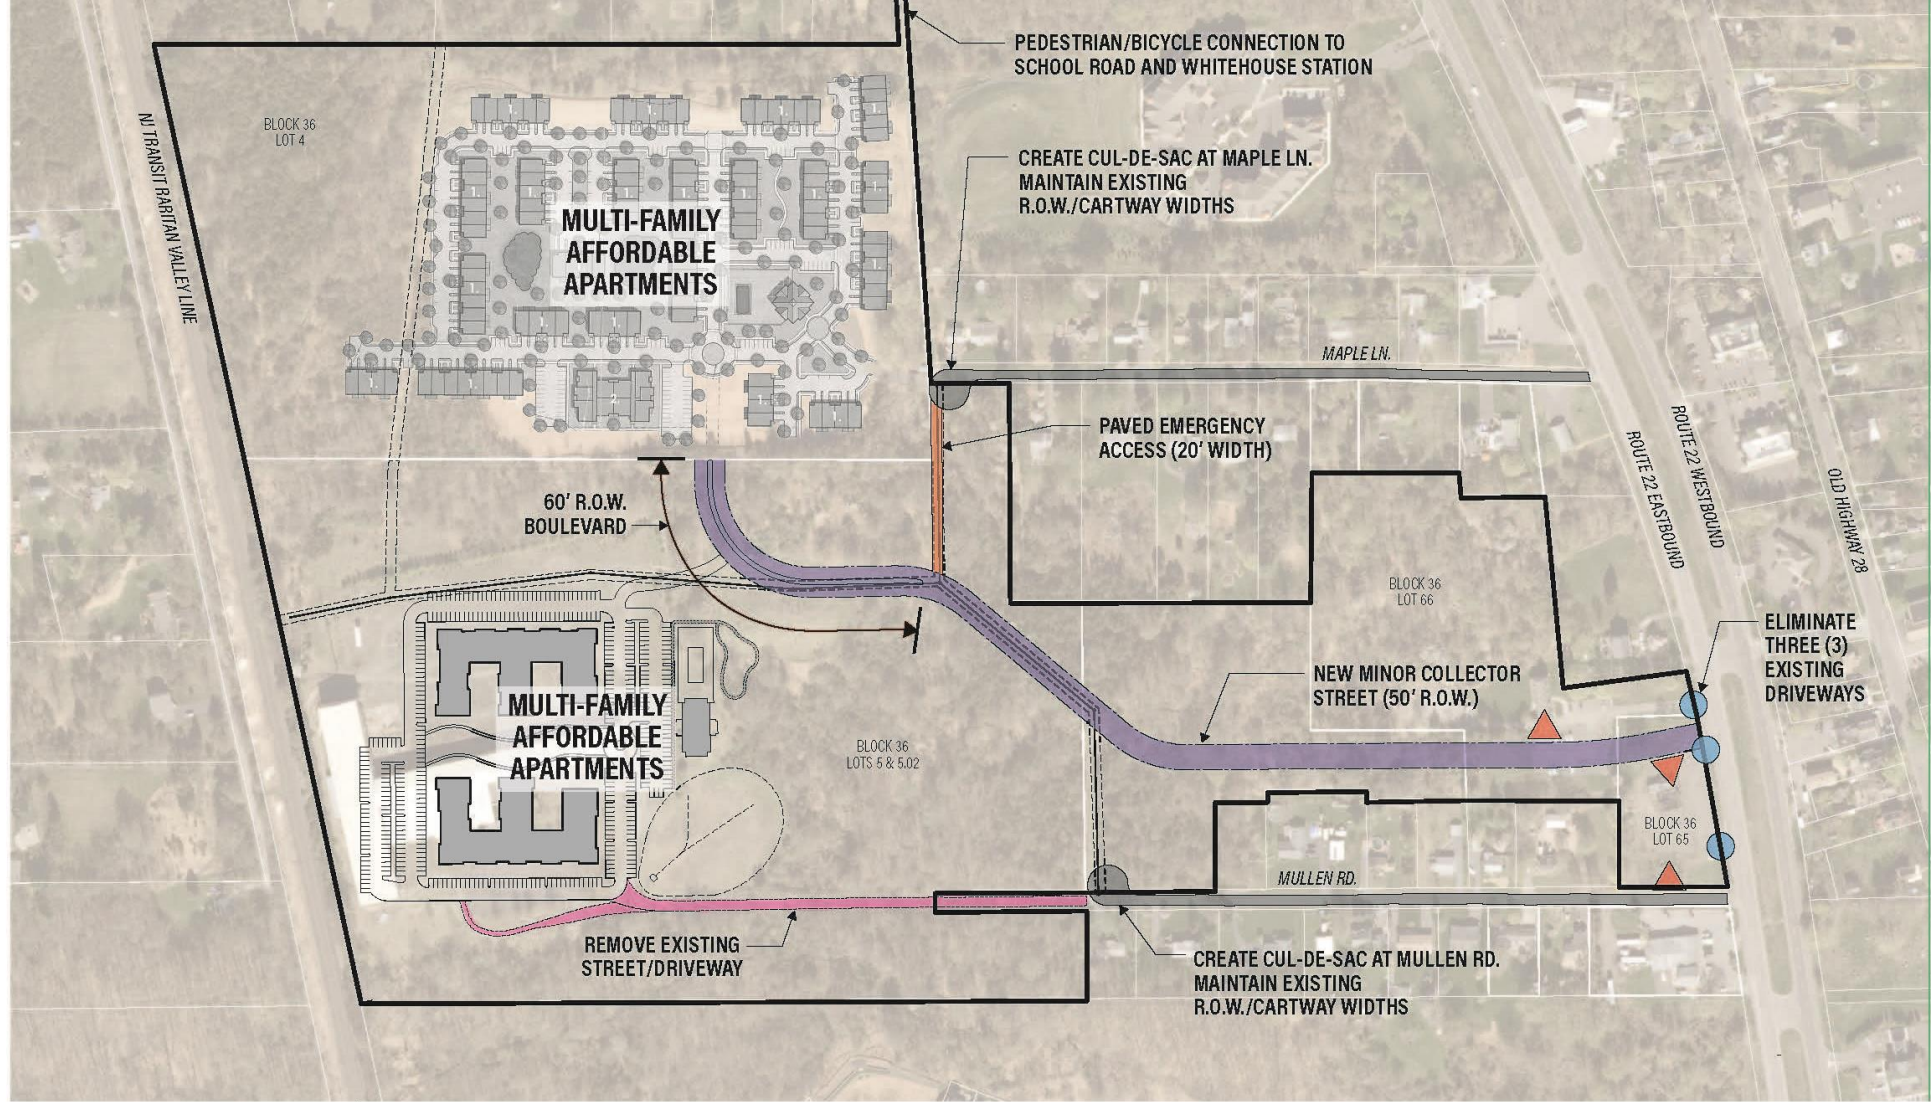 PEDESTRIAN/BICYCLE CONNECTION TO
SCHOOL ROAD AND WHITEHOUSE STATION
BLOCK 36
LOT 4
NJ TRANSIT RARITAN VALLEY LINE
CREATE CUL-DE-SAC AT MAPLE LN.
MAINTAIN EXISTING
R.O.W./CARTWAY WIDTHS
MULTI-FAMILY
AFFORDABLE
APARTMENTS
MAPLE LN.
PAVED EMERGENCY
ACCESS (20' WIDTH)
ROUTE 22 WESTBOUND
ROUTE 22 EASTBOUND
OLD HIGHWAY 28
60' R.O.W.
BOULEVARD
BLOCK 36
LOT 66
ELIMINATE
THREE (3)
EXISTING
DRIVEWAYS
NEW MINOR COLLECTOR
STREET (50' R.O.W.)
MULTI-FAMILY
AFFORDABLE
APARTMENTS
BLOCK 36
LOTS 5 & 5.02
BLOCK 36
LOT 65
MULLEN RD.
REMOVE EXISTING
STREET/DRIVEWAY
CREATE CUL-DE-SAC AT MULLEN RD.
MAINTAIN EXISTING
R.O.W./CARTWAY WIDTHS